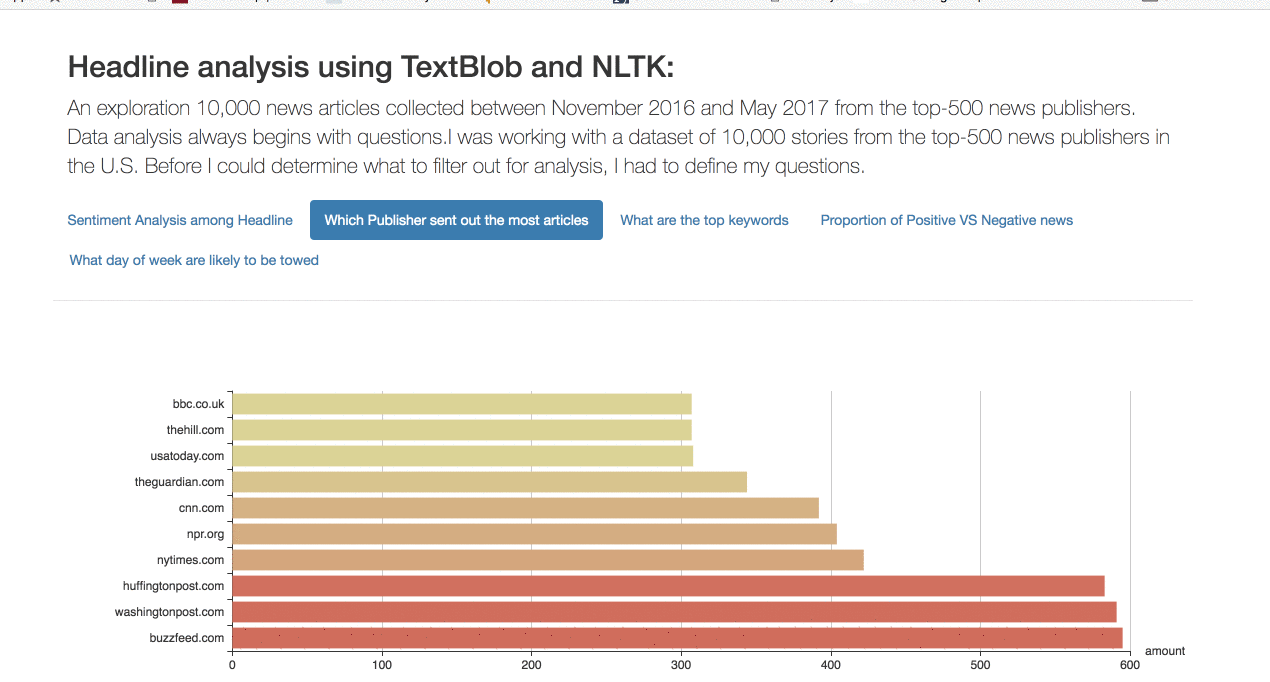 Headline analysis using TextBlob and NLTK:
An exploration 10,000 news articles collected between November 2016 and May 2017 from the top-500 news publishers.
Data analysis always begins with questions.I was working with a dataset of 10,000 stories from the top-500 news publishers in
the U.S. Before I could determine what to filter out for analysis, I had to define my questions.
Sentiment Analysis among Headline Which Publisher sent out the most articles What are the top keywords Proportion of Positive VS Negative news
What day of week are likely to be towed
bbc.co.uk
thehill.com
usatoday.com
theguardian.com
cnn.com
npr.org
nytimes.com
huffingtonpost.com
washingtonpost.com
buzzfeed.com
amount
0 100 200 300 400 500 600